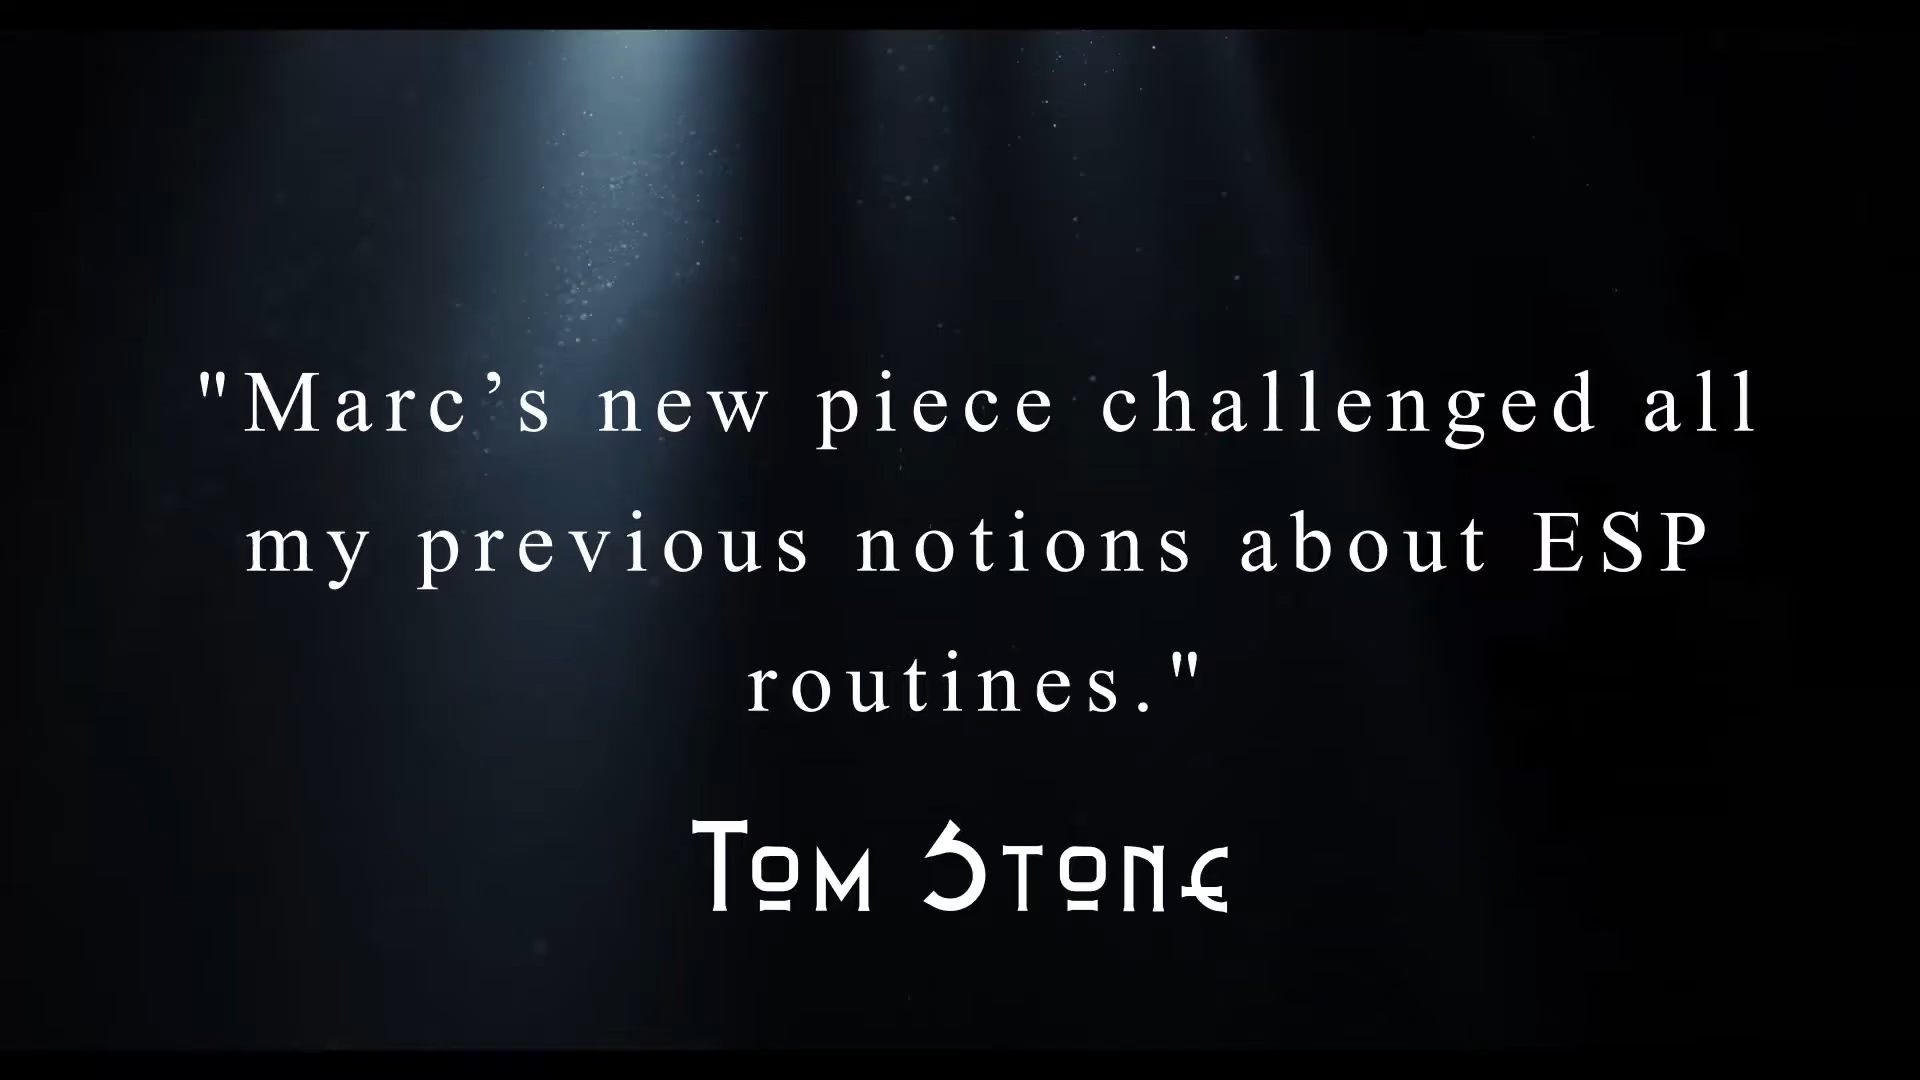 "Marc’s new piece challenged all
my previous notions about ESP
routines."
Tom Stone